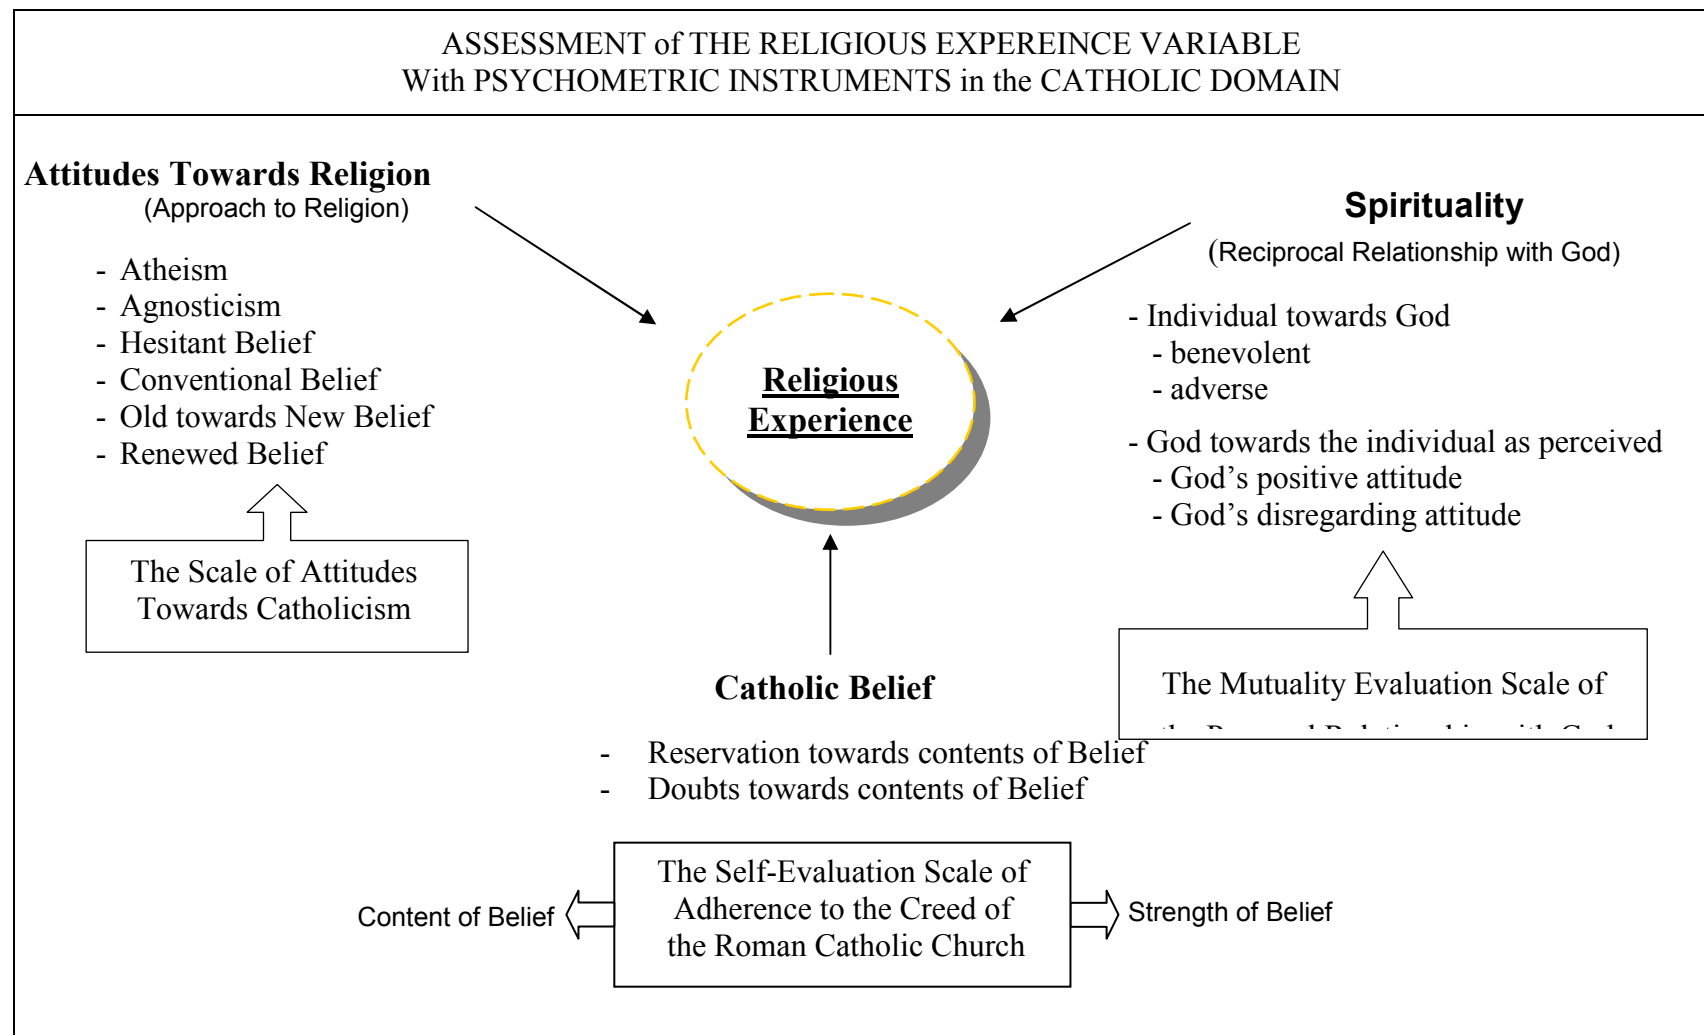 ASSESSMENT of THE RELIGIOUS EXPEREINCE VARIABLE
With PSYCHOMETRIC INSTRUMENTS in the CATHOLIC DOMAIN
Attitudes Towards Religion
(Approach to Religion)
- Atheism
- Agnosticism
- Hesitant Belief
- Conventional Belief
- Old towards New Belief
- Renewed Belief
The Scale of Attitudes
Towards Catholicism
Religious
Experience
Spirituality
(Reciprocal Relationship with God)
- Individual towards God
- benevolent
- adverse
- God towards the individual as perceived
- God’s positive attitude
- God’s disregarding attitude
The Mutuality Evaluation Scale of
Catholic Belief
- Reservation towards contents of Belief
- Doubts towards contents of Belief
The Self-Evaluation Scale of
Adherence to the Creed of
the Roman Catholic Church
Content of Belief
Strength of Belief